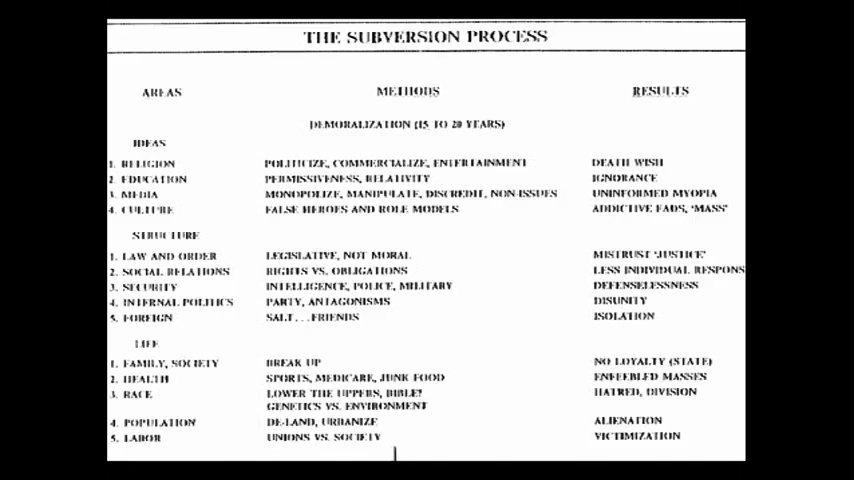 THE SUBVERSION PROCESS
AREAS METHODS RESULTS
DEMORALIZATION (15 TO 20 YEARS)
IDEAS
1. RELIGION POLITICIZE, COMMERCIALIZE, ENTERTAINMENT DEATH WISH
2. EDUCATION PERMISSIVENESS, RELATIVITY IGNORANCE
3. MEDIA MONOPOLIZE, MANIPULATE, DISCREDIT, NON-ISSUES UNINFORMED MYOPIA
4. CULTURE FALSE HEROES AND ROLE MODELS ADDICTIVE FADS, 'MASS'
STRUCTURE
1. LAW AND ORDER LEGISLATIVE, NOT MORAL MISTRUST 'JUSTICE'
2. SOCIAL RELATIONS RIGHTS VS. OBLIGATIONS LESS INDIVIDUAL RESPONS
3. SECURITY INTELLIGENCE, POLICE, MILITARY DEFENSELESSNESS
4. INTERNAL POLITICS PARTY, ANTAGONISMS DISUNITY
5. FOREIGN SALT...FRIENDS ISOLATION
LIFE
1. FAMILY, SOCIETY BREAK UP NO LOYALTY (STATE)
2. HEALTH SPORTS, MEDICARE, JUNK FOOD ENFEEBLED MASSES
3. RACE LOWER THE UPPERS, BIBLE? HATRED, DIVISION
GENETICS VS. ENVIRONMENT
4. POPULATION DE-LAND, URBANIZE ALIENATION
5. LABOR UNIONS VS. SOCIETY VICTIMIZATION